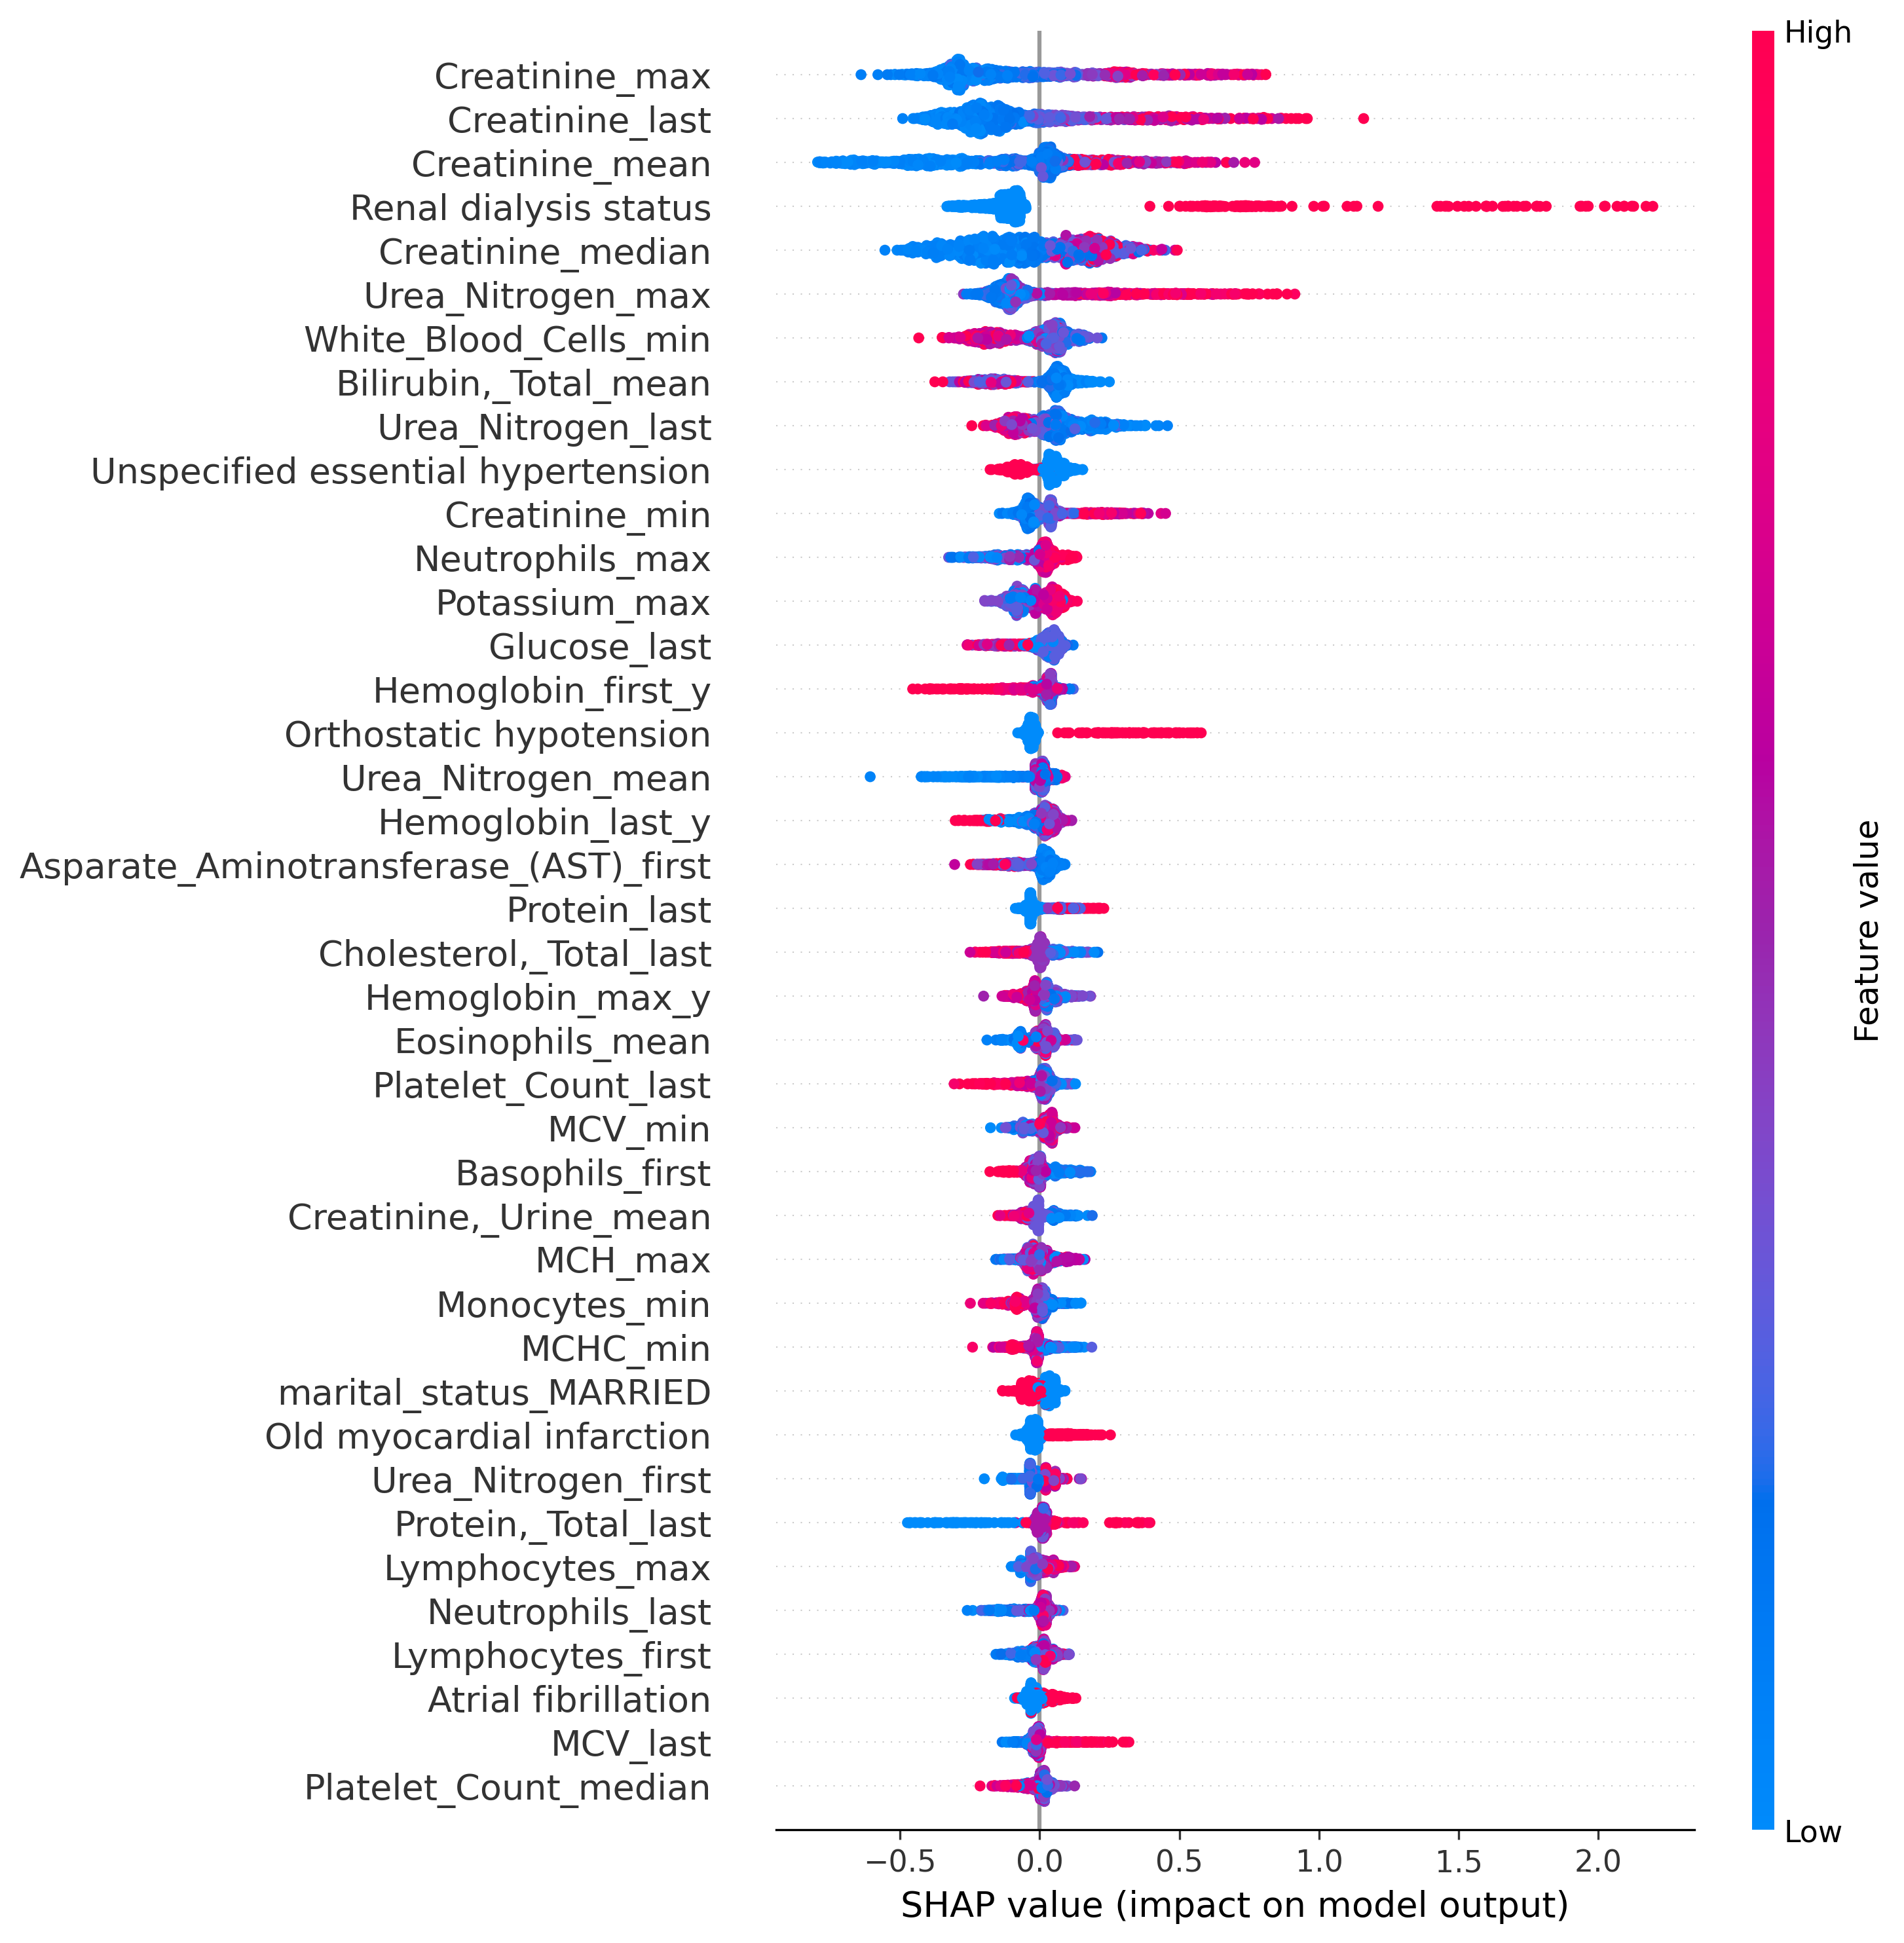 High
Creatinine_max
Creatinine_last
Creatinine_mean
Renal dialysis status
Creatinine_median
Urea_Nitrogen_max
White_Blood_Cells_min
Bilirubin,_Total_mean
Urea_Nitrogen_last
Unspecified essential hypertension
Creatinine_min
Neutrophils_max
Potassium_max
Glucose_last
Hemoglobin_first_y
Orthostatic hypotension
Urea_Nitrogen_mean
Hemoglobin_last_y
Asparate_Aminotransferase_(AST)_first
Protein_last
Cholesterol,_Total_last
Hemoglobin_max_y
Eosinophils_mean
Platelet_Count_last
MCV_min
Basophils_first
Creatinine,_Urine_mean
MCH_max
Monocytes_min
MCHC_min
marital_status_MARRIED
Old myocardial infarction
Urea_Nitrogen_first
Protein,_Total_last
Lymphocytes_max
Neutrophils_last
Lymphocytes_first
Atrial fibrillation
MCV_last
Platelet_Count_median
Feature value
Low
−0.5 0.0 0.5 1.0 1.5 2.0
SHAP value (impact on model output)